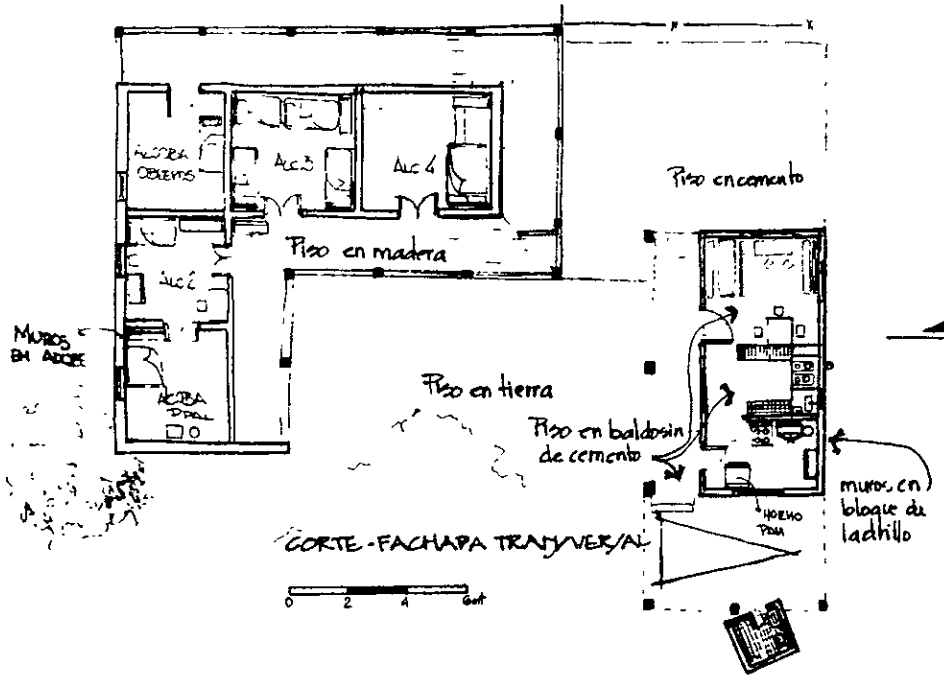 ALCOBA
OBREROS
ALC 3
ALC 4
Piso en cemento
Piso en madera
ALC 2
MUROS
EN ADOBE
ALCOBA
PPAL
Piso en tierra
Piso en baldosin
de cemento
muros en
bloque de
ladrillo
HORNO
CORTE-FACHADA TRANSVERSAL
0 2 4 6